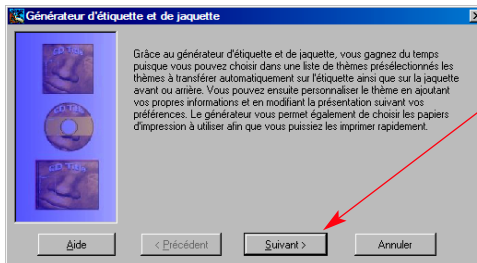 Générateur d'étiquette et de jaquette
Grâce au générateur d'étiquette et de jaquette, vous gagnez du temps
puisque vous pouvez choisir dans une liste de thèmes présélectionnés les
thèmes à transférer automatiquement sur l'étiquette ainsi que sur la jaquette
avant ou arrière. Vous pouvez ensuite personnaliser le thème en ajoutant
vos propres informations et en modifiant la présentation suivant vos
préférences. Le générateur vous permet également de choisir les papiers
d'impression à utiliser afin que vous puissiez les imprimer rapidement.
Aide
< Précédent
Suivant >
Annuler